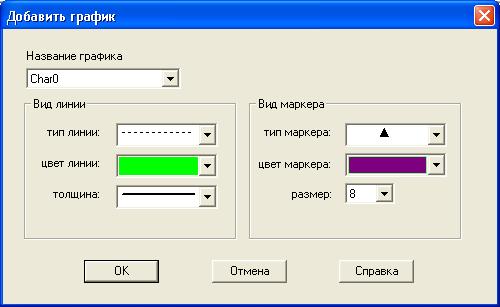 Добавить график
Название графика
Char0
Вид линии
тип линии:
цвет линии:
толщина:
Вид маркера
тип маркера:
цвет маркера:
размер: 8
OK
Отмена
Справка